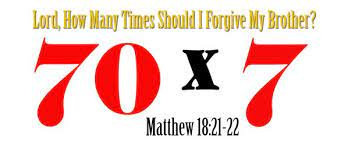 Lord, How Many Times Should I Forgive My Brother?
70 x 7
Matthew 18:21-22